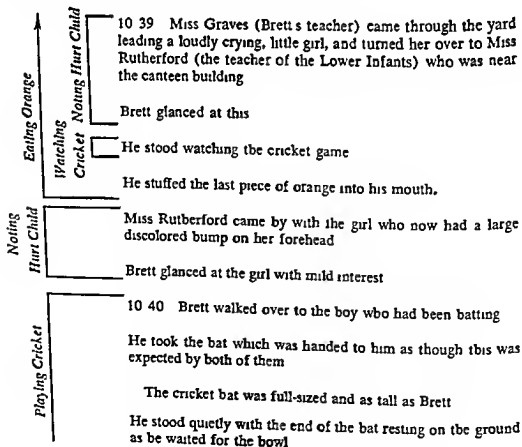 10 39 Miss Graves (Brett s teacher) came through the yard
leading a loudly crying, little girl, and turned her over to Miss
Rutherford (the teacher of the Lower Infants) who was near
the canteen building
Brett glanced at this
He stood watching the cricket game
He stuffed the last piece of orange into his mouth.
Eating Orange
Watching
Cricket
Noting Hurt Child
Miss Rutherford came by with the girl who now had a large
discolored bump on her forehead
Brett glanced at the girl with mild interest
Noting
Hurt Child
10 40 Brett walked over to the boy who had been batting
He took the bat which was handed to him as though this was
expected by both of them
The cricket bat was full-sized and as tall as Brett
He stood quietly with the end of the bat resting on the ground
as he waited for the bowl
Playing Cricket